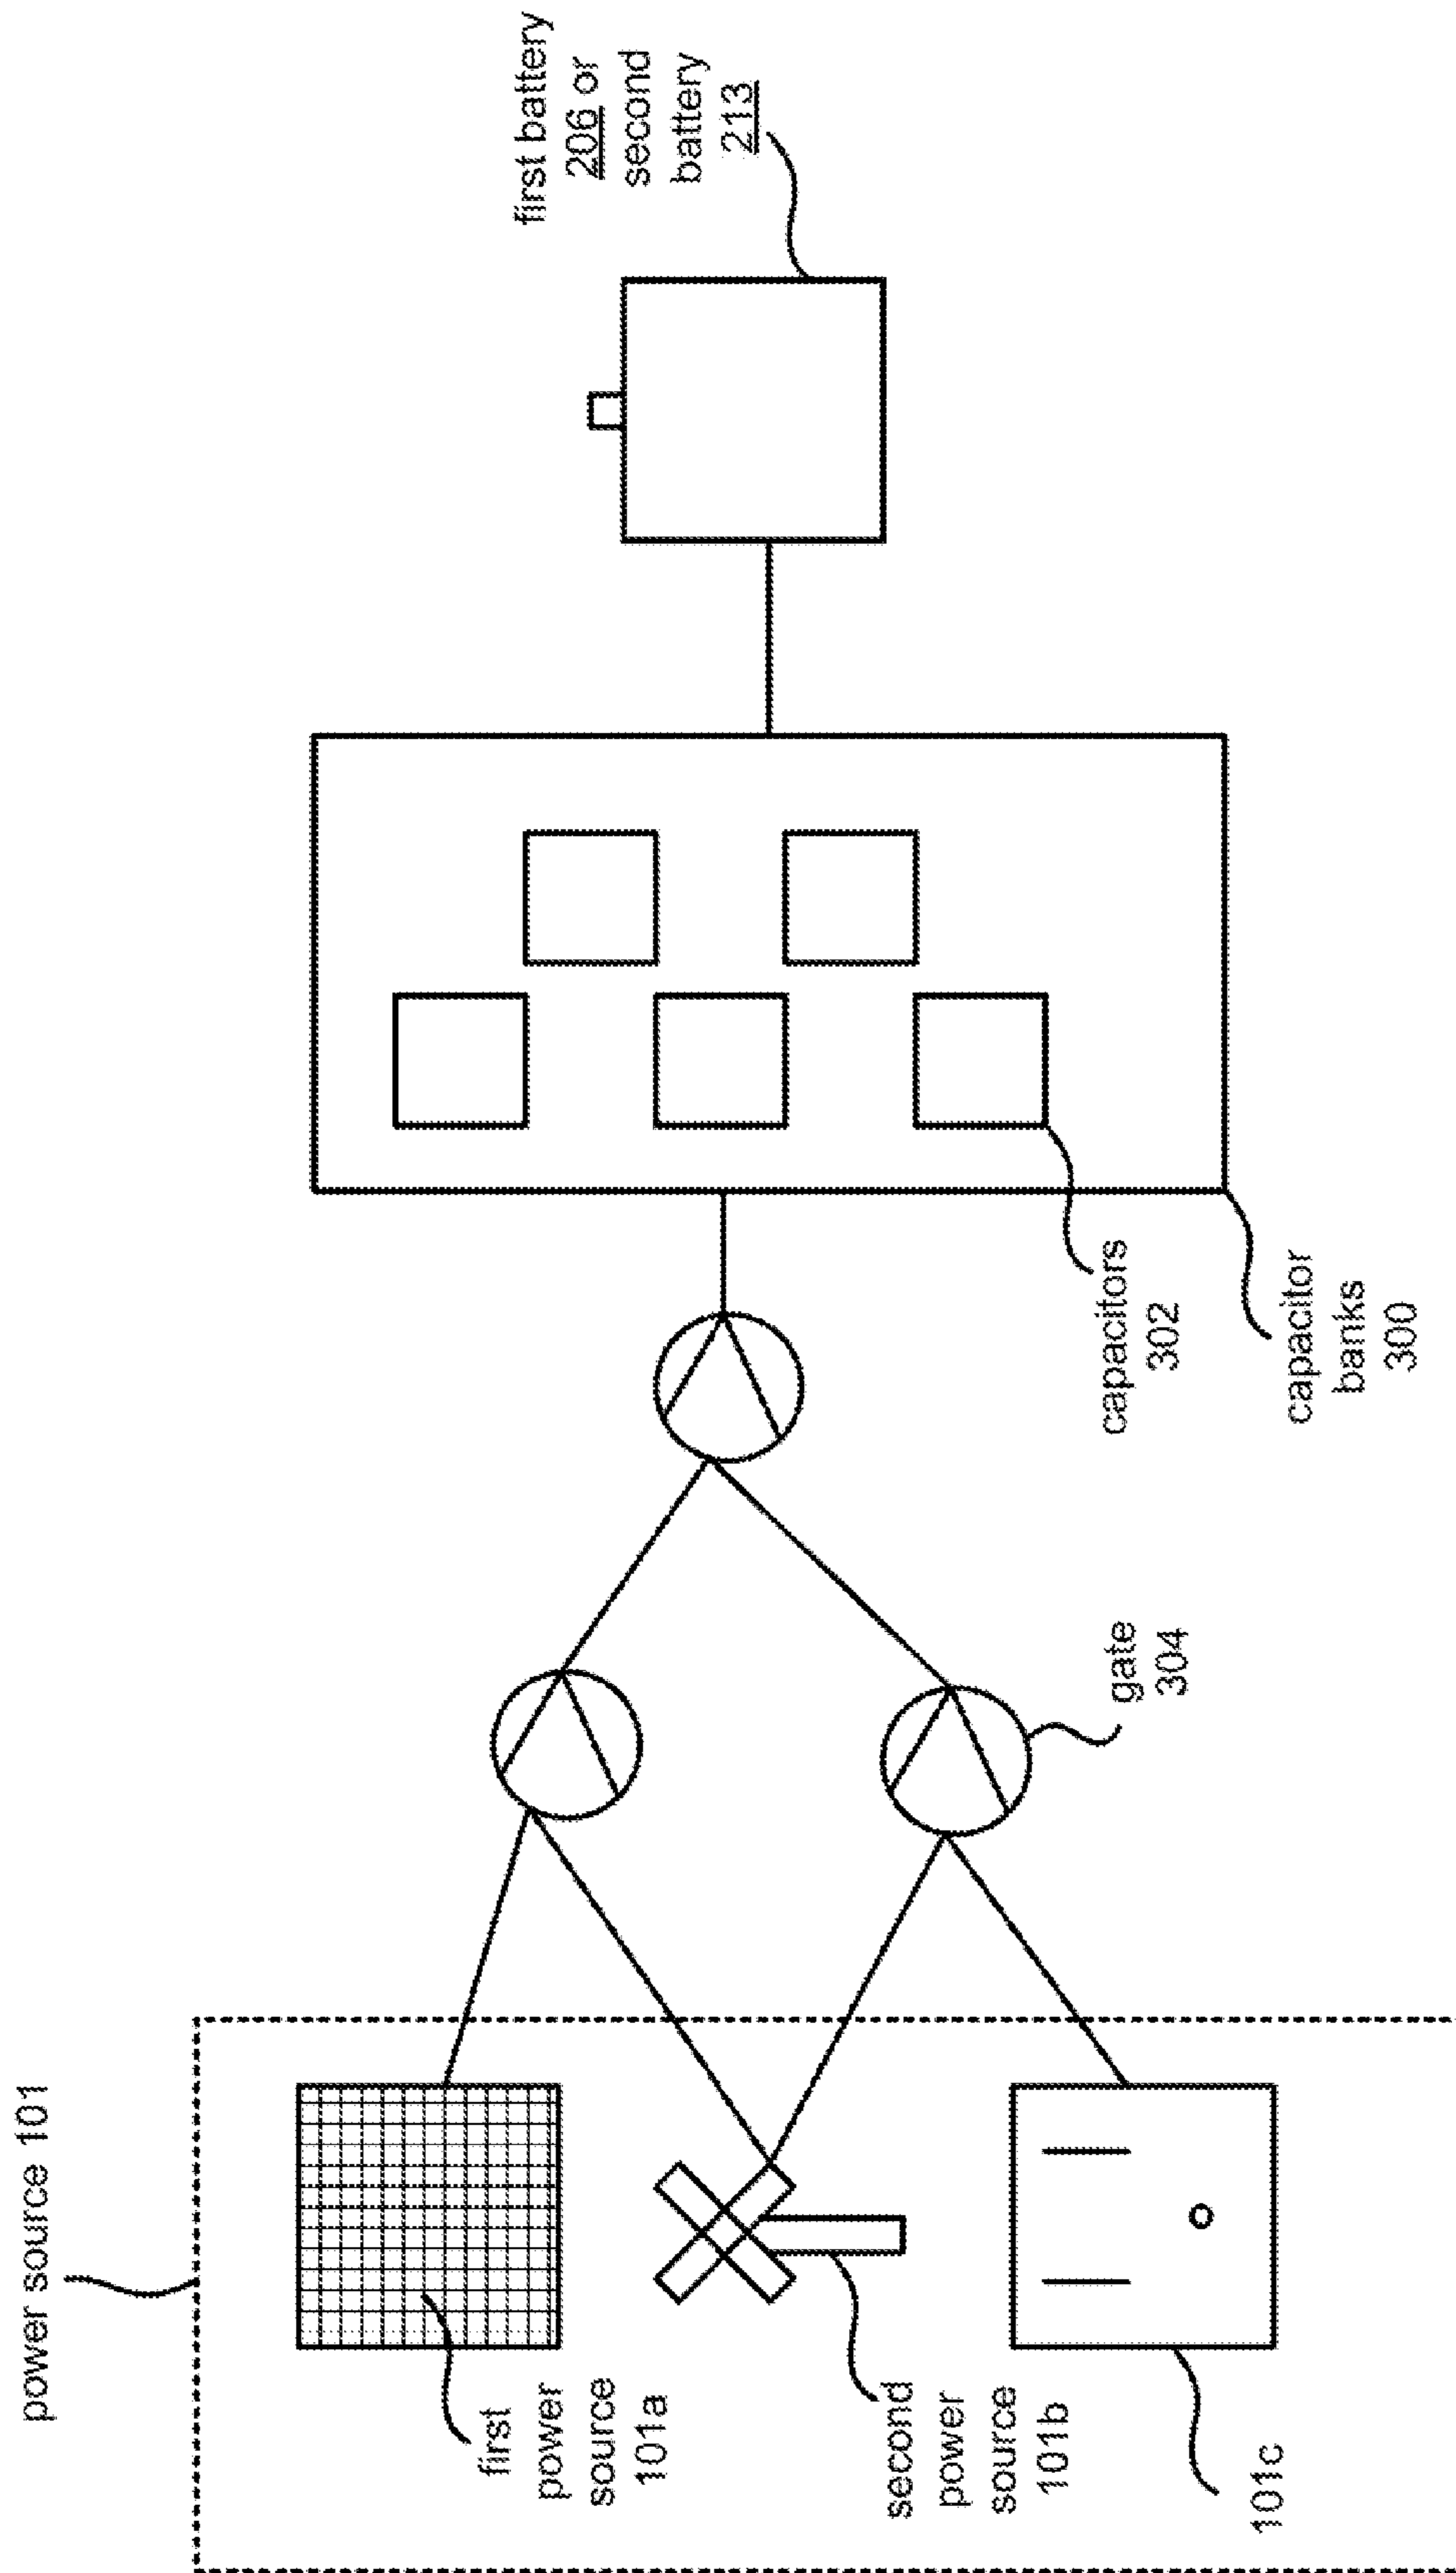 power source 101
first
power
source
101a
second
power
source
101b
101c
gate
304
capacitors
302
capacitor
banks
300
first battery
206 or
second
battery
213